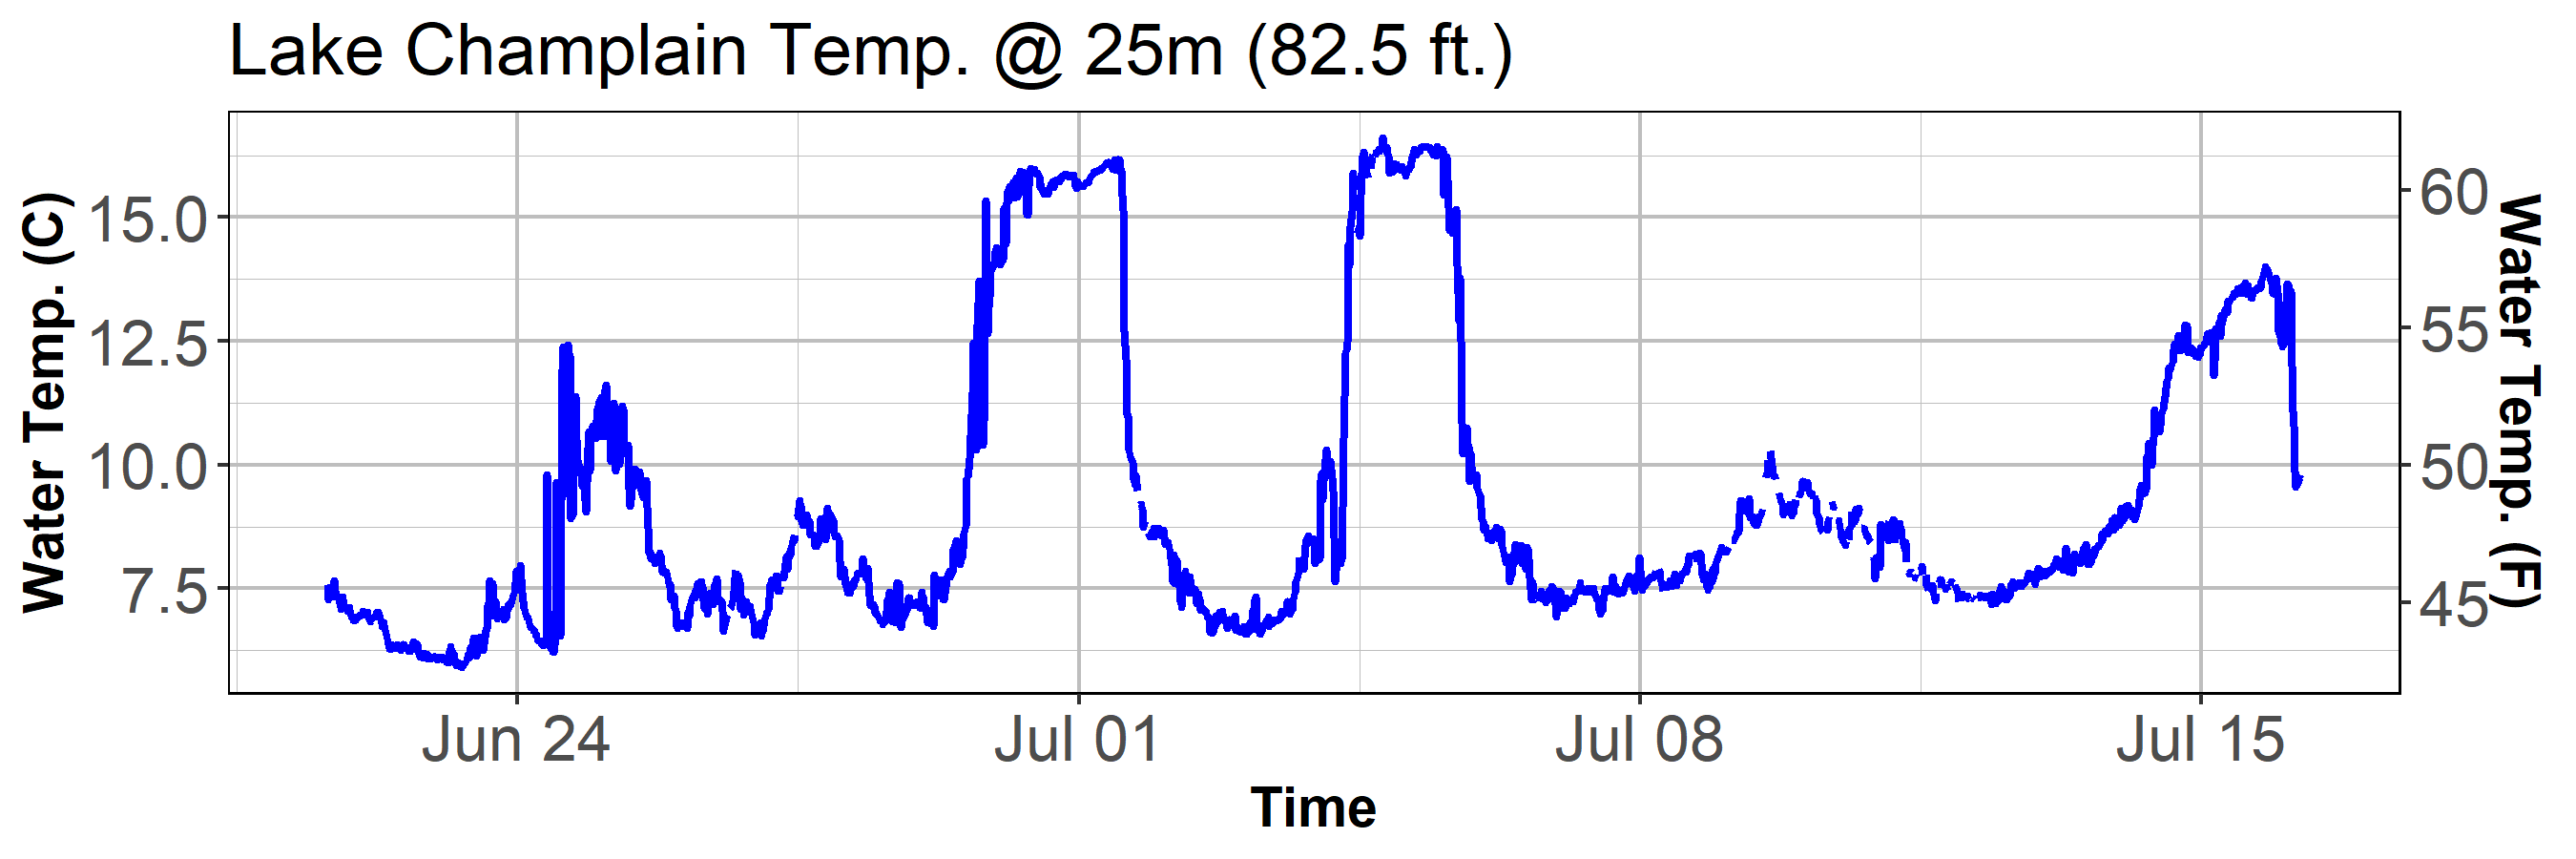 Lake Champlain Temp. @ 25m (82.5 ft.)
Water Temp. (C)
15.0
12.5
10.0
7.5
60
55
50
45
Water Temp. (F)
Jun 24
Jul 01
Jul 08
Jul 15
Time